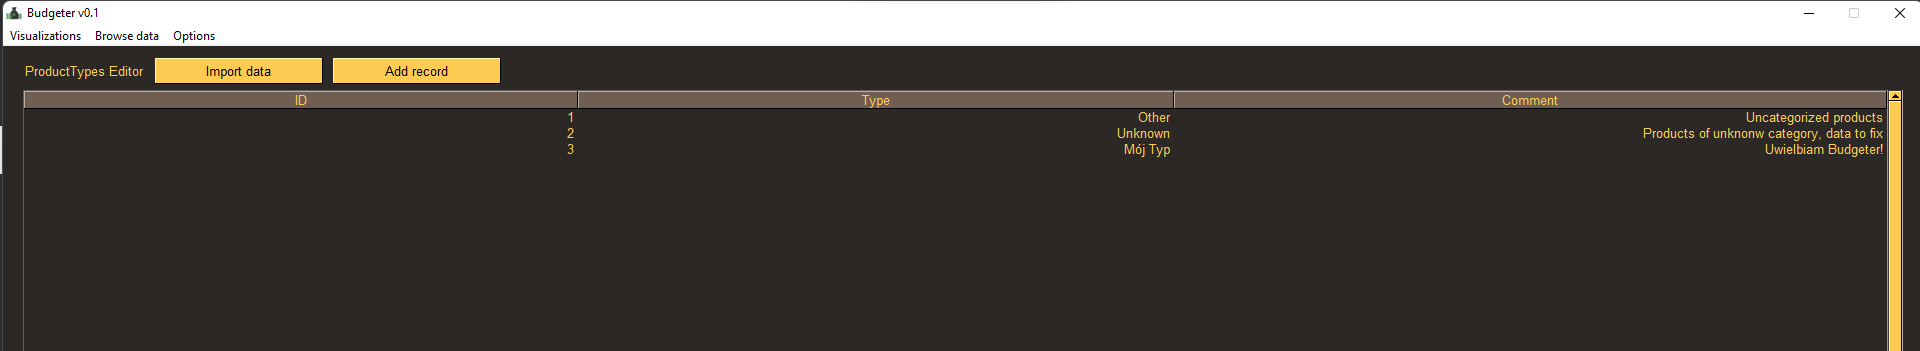 Budgeter v0.1
Visualizations Browse data Options
ProductTypes Editor Import data Add record
ID Type Comment
1 Other Uncategorized products
2 Unknown Products of unknonw category, data to fix
3 Mój Typ Uwielbiam Budgeter!